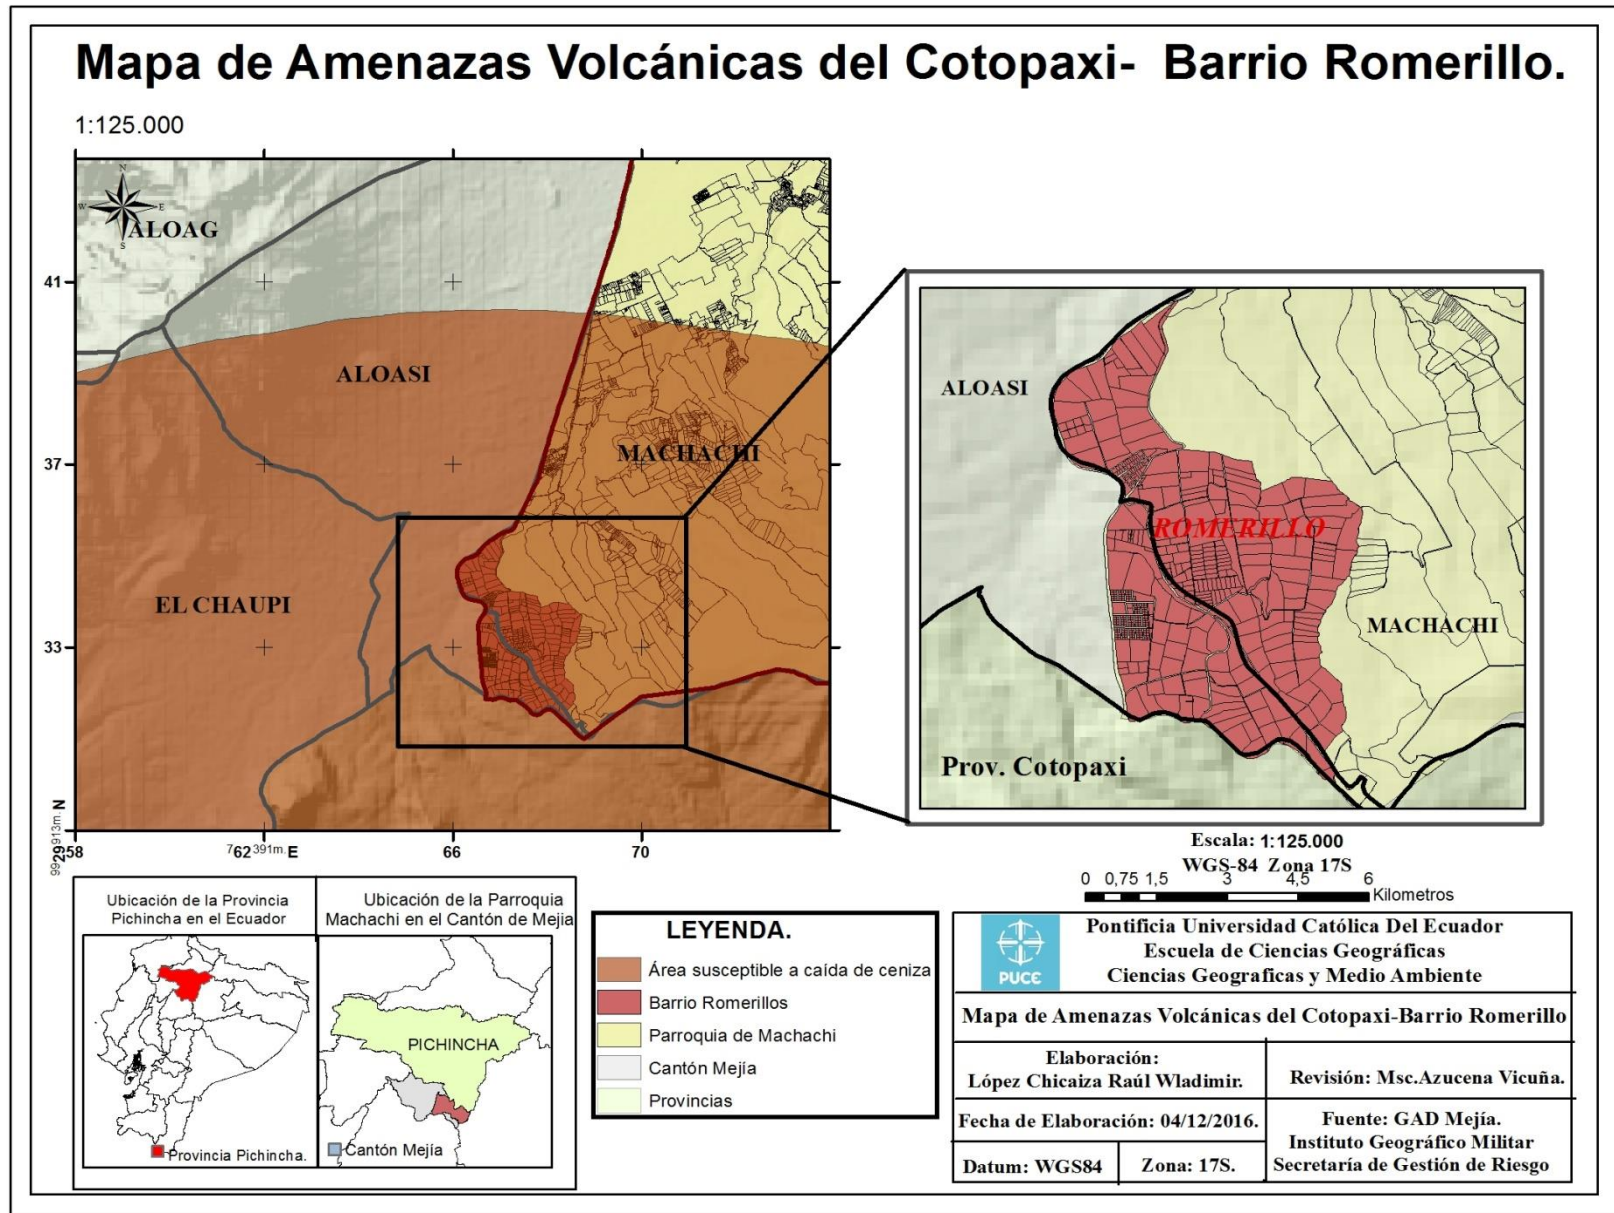 Mapa de Amenazas Volcánicas del Cotopaxi- Barrio Romerillo.
1:125.000
N
W
E
S
ALOAG
41
ALOASI
37
MACHACHI
EL CHAUPI
33
9929 913m. N
58
762 391m. E
66
70
ALOASI
ROMERILLO
MACHACHI
Prov. Cotopaxi
Escala: 1:125.000
WGS-84 Zona 17S
0 0,75 1,5 3 4,5 6
Kilometros
Ubicación de la Provincia
Pichincha en el Ecuador
Provincia Pichincha.
Ubicación de la Parroquia
Machachi en el Cantón de Mejia
PICHINCHA
Cantón Mejía
LEYENDA.
Área susceptible a caída de ceniza
Barrio Romerillos
Parroquia de Machachi
Cantón Mejía
Provincias
PUCE
Pontificia Universidad Católica Del Ecuador
Escuela de Ciencias Geográficas
Ciencias Geograficas y Medio Ambiente
Mapa de Amenazas Volcánicas del Cotopaxi-Barrio Romerillo
Elaboración:
López Chicaiza Raúl Wladimir.
Revisión: Msc.Azucena Vicuña.
Fecha de Elaboración: 04/12/2016.
Fuente: GAD Mejía.
Instituto Geográfico Militar
Secretaría de Gestión de Riesgo
Datum: WGS84
Zona: 17S.